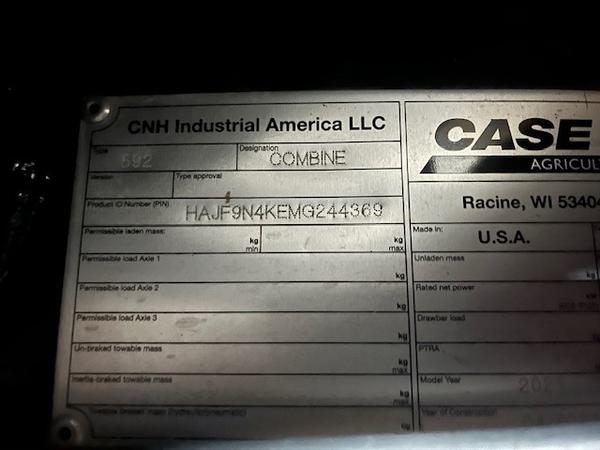 CNH Industrial America LLC
Type
592
Designation
COMBINE
Version
Type approval
Product ID Number (PIN)
HAJF9N4KEMG244369
Permissible laden mass:
kg
min
kg
max
Permissible load Axle 1
kg
Permissible load Axle 2
kg
Permissible load Axle 3
kg
Un-braked towable mass
kg
max
Inertia-braked towable mass
kg
max
kg
CASE
AGRICUL
Racine, WI 5340
Made in:
U.S.A.
Unladen mass
kg
Rated net power
kW
Drawbar load
PTRA
Model Year
202
Year of Construction